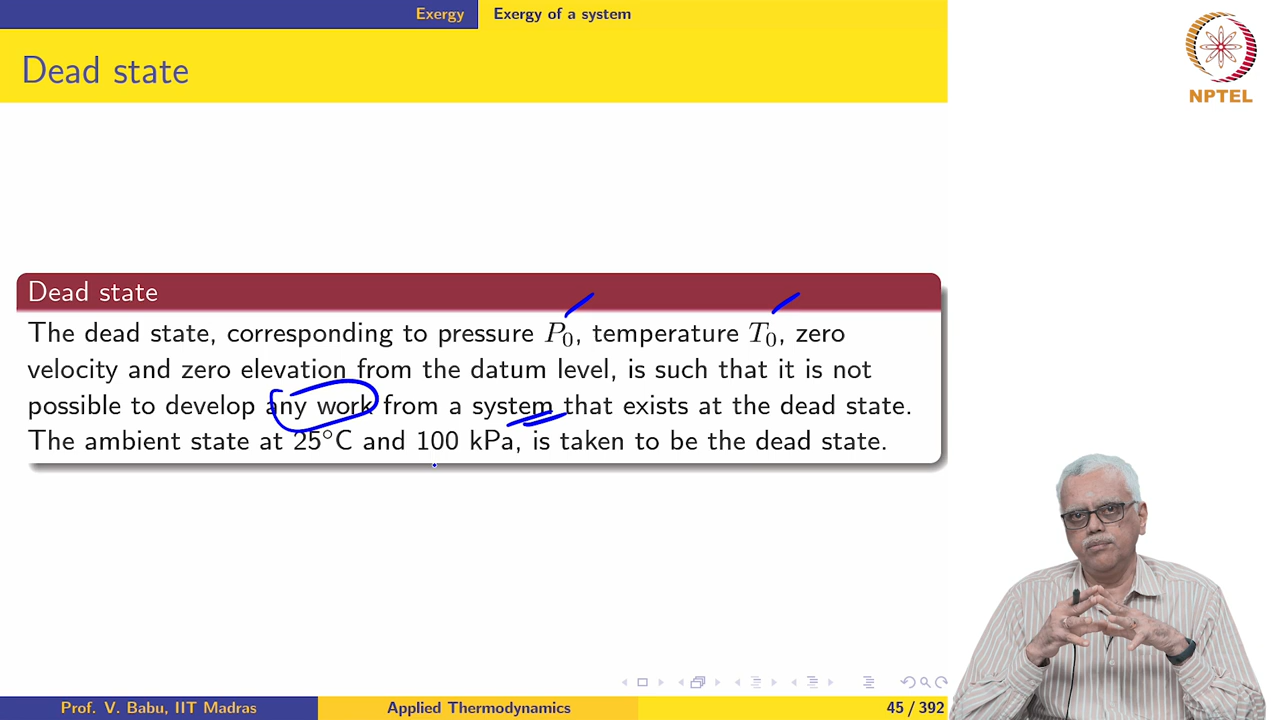 Exergy Exergy of a system
Dead state
NPTEL
Dead state
The dead state, corresponding to pressure P₀, temperature T₀, zero
velocity and zero elevation from the datum level, is such that it is not
possible to develop any work from a system that exists at the dead state.
The ambient state at 25°C and 100 kPa, is taken to be the dead state.
Prof. V. Babu, IIT Madras Applied Thermodynamics 45 / 392